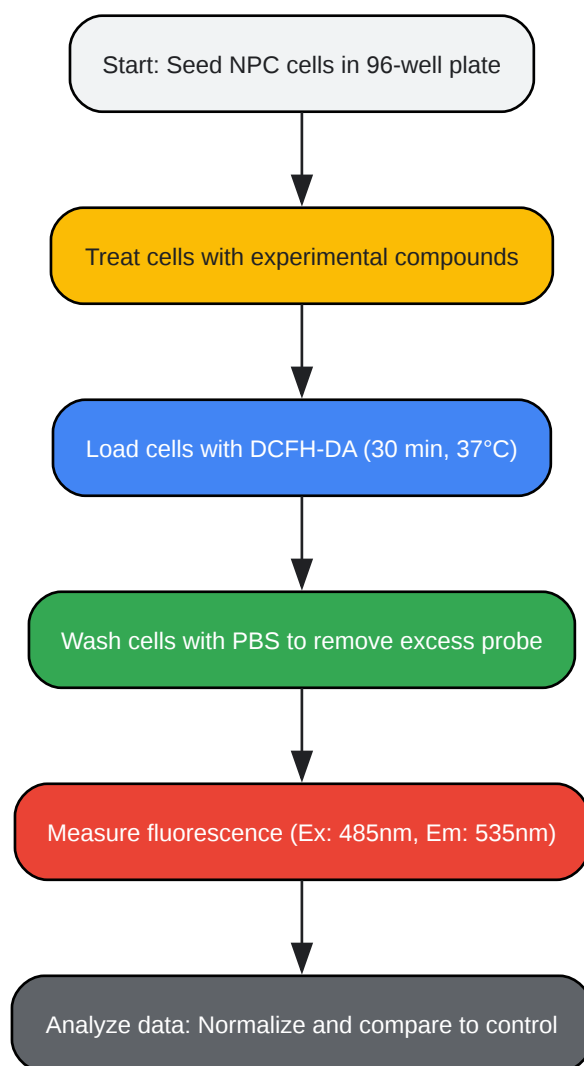 Start: Seed NPC cells in 96-well plate
Treat cells with experimental compounds
Load cells with DCFH-DA (30 min, 37°C)
Wash cells with PBS to remove excess probe
Measure fluorescence (Ex: 485nm, Em: 535nm)
Analyze data: Normalize and compare to control